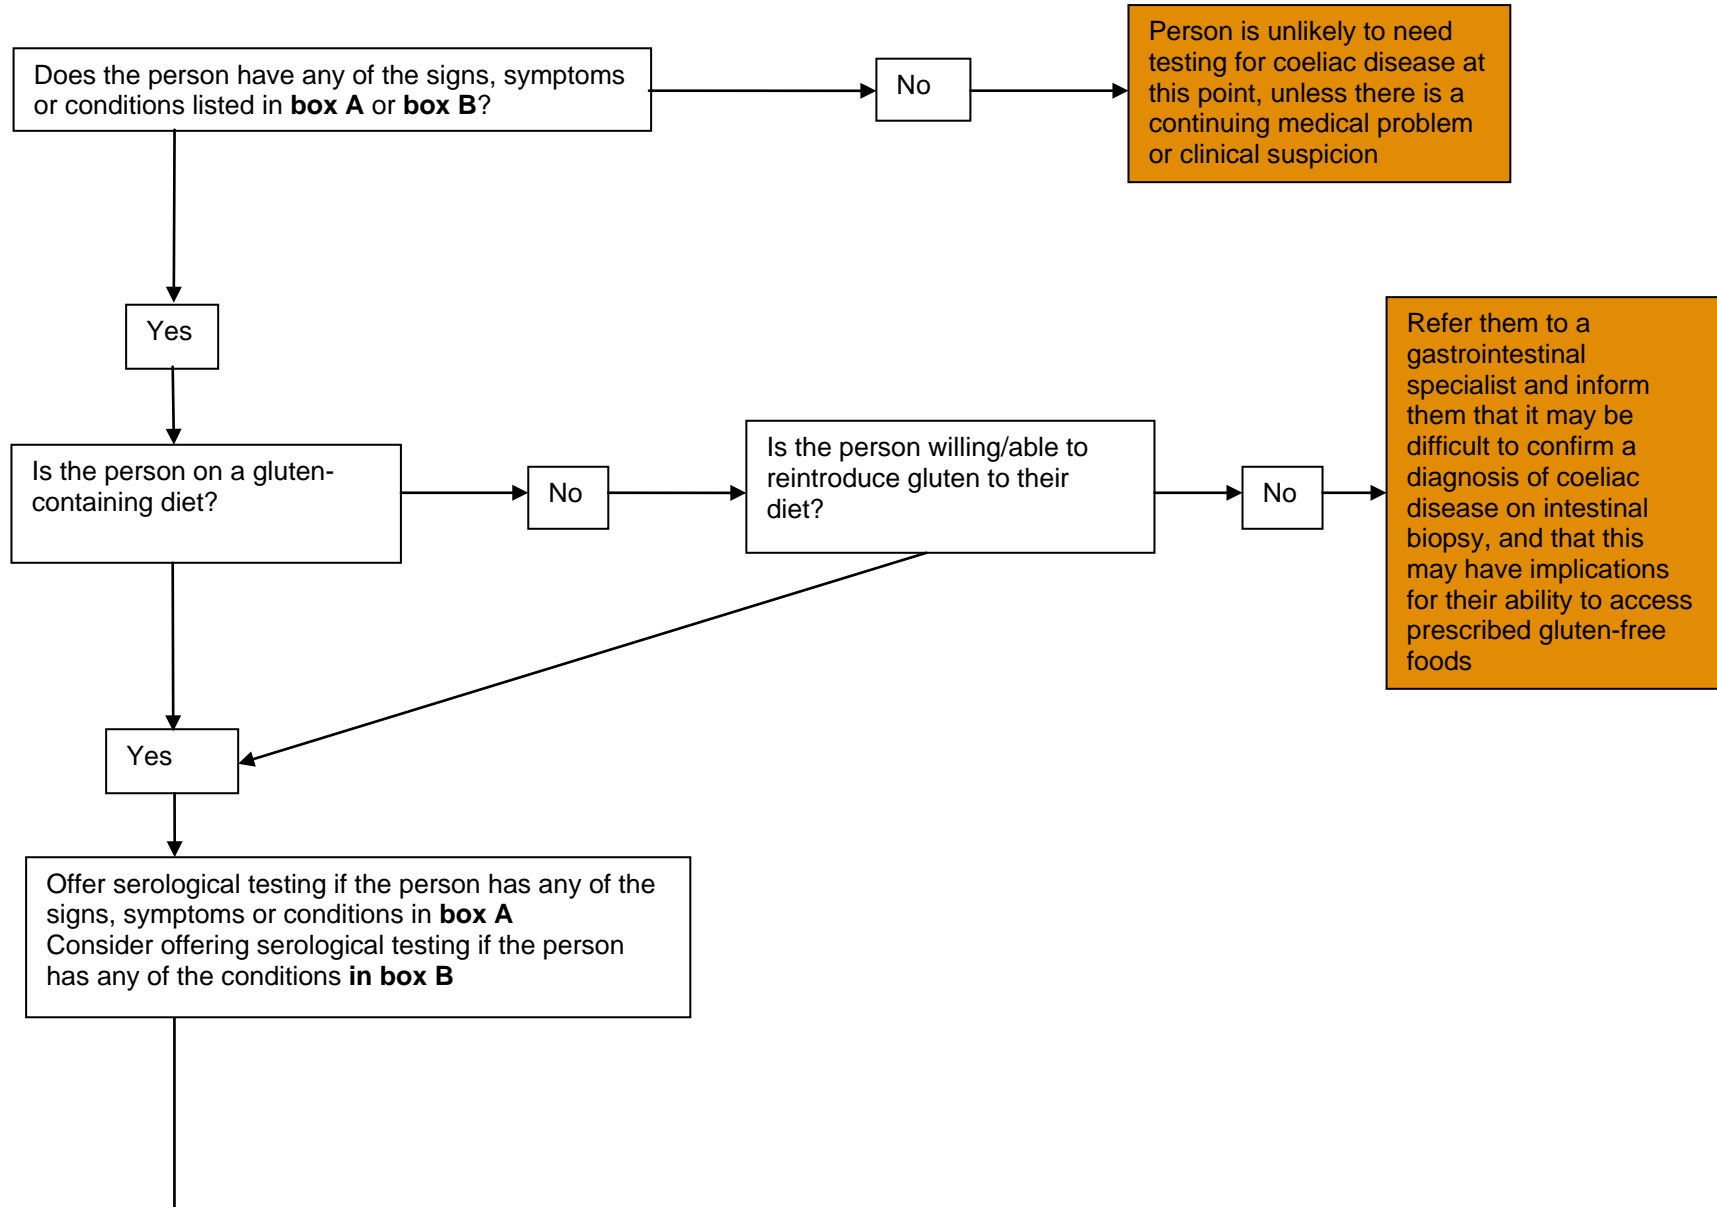 Does the person have any of the signs, symptoms
or conditions listed in box A or box B?
No
Person is unlikely to need
testing for coeliac disease at
this point, unless there is a
continuing medical problem
or clinical suspicion
Yes
Is the person on a gluten-
containing diet?
No
Is the person willing/able to
reintroduce gluten to their
diet?
No
Refer them to a
gastrointestinal
specialist and inform
them that it may be
difficult to confirm a
diagnosis of coeliac
disease on intestinal
biopsy, and that this
may have implications
for their ability to access
prescribed gluten-free
foods
Yes
Offer serological testing if the person has any of the
signs, symptoms or conditions in box A
Consider offering serological testing if the person
has any of the conditions in box B